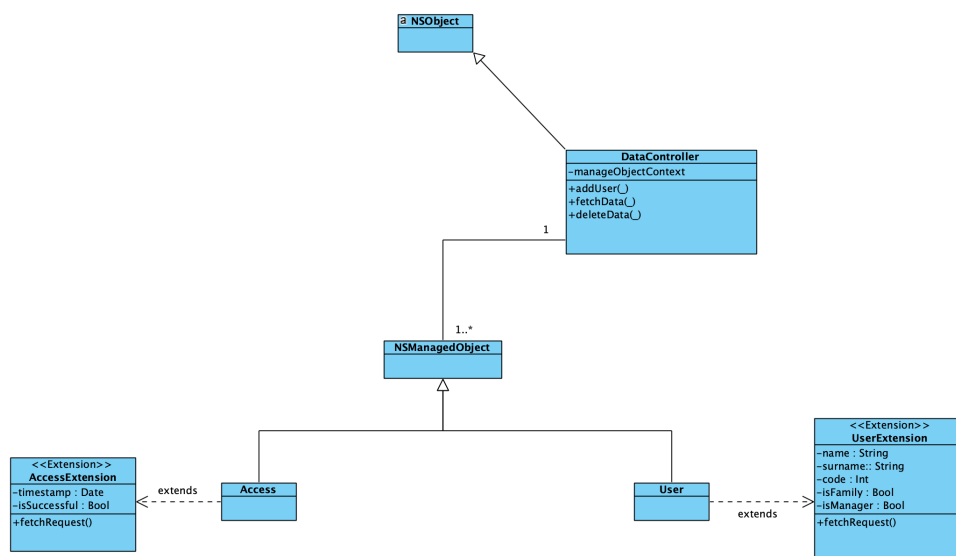 a NSObject
DataController
-manageObjectContext
+addUser(_)
+fetchData(_)
+deleteData(_)
1
1..*
NSManagedObject
<<Extension>>
AccessExtension
-timestamp : Date
-isSuccessful : Bool
+fetchRequest()
extends
Access
User
extends
<<Extension>>
UserExtension
-name : String
-surname:: String
-code : Int
-isFamily : Bool
-isManager : Bool
+fetchRequest()